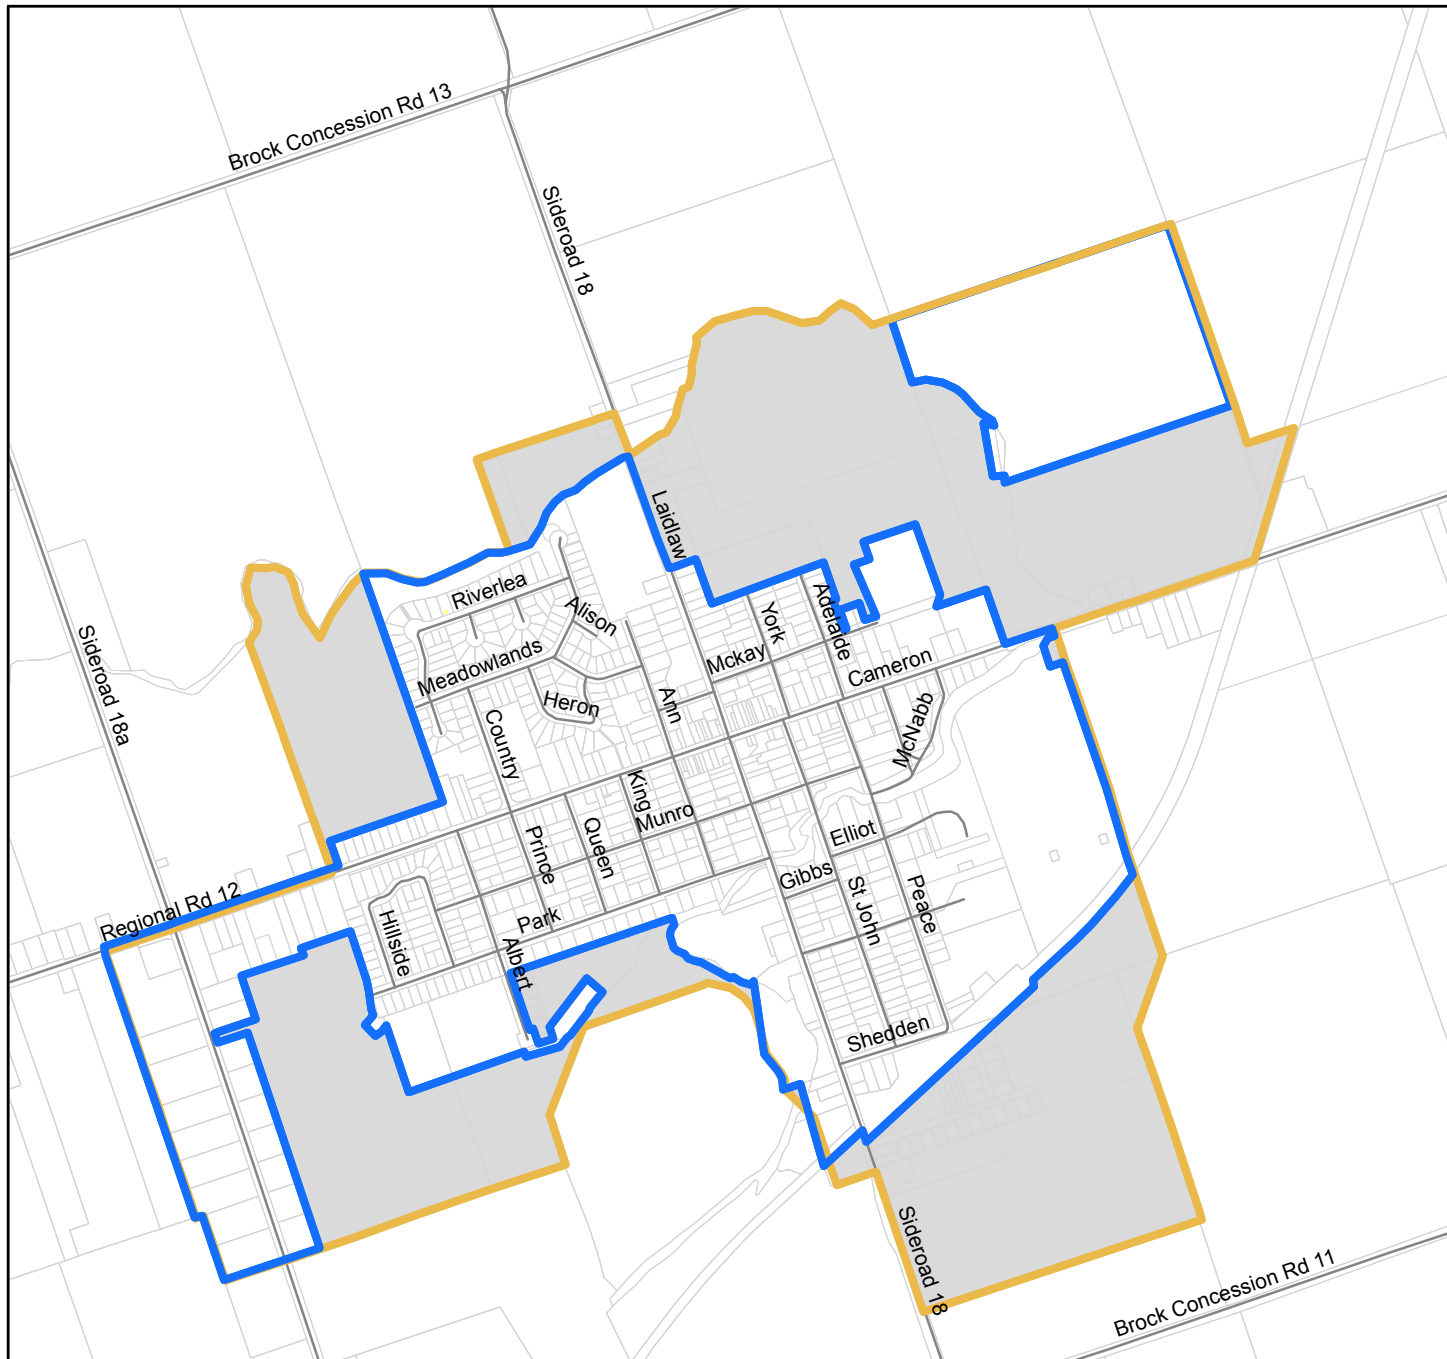 Brock Concession Rd 13
Sideroad 18
Laidlaw
Riverlea
Alison
York
Adelaide
Sideroad 18a
Meadowlands
Mckay
Cameron
Heron
Ann
Country
McNabb
King
Munro
Prince
Queen
Elliot
Gibbs
St John
Peace
Regional Rd 12
Hillside
Park
Albert
Shedden
Sideroad 18
Brock Concession Rd 11